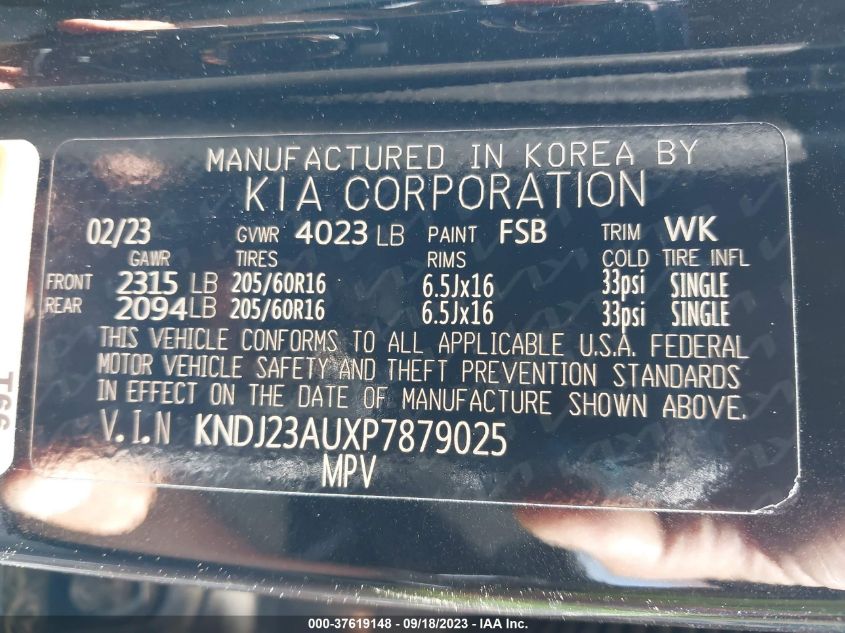 MANUFACTURED IN KOREA BY
KIA CORPORATION
02/23 GVWR 4023 LB PAINT FSB TRIM WK
GAWR TIRES RIMS COLD TIRE INFL
FRONT 2315 LB 205/60R16 6.5Jx16 33psi SINGLE
REAR 2094 LB 205/60R16 6.5Jx16 33psi SINGLE
THIS VEHICLE CONFORMS TO ALL APPLICABLE U.S.A. FEDERAL
MOTOR VEHICLE SAFETY AND THEFT PREVENTION STANDARDS
IN EFFECT ON THE DATE OF MANUFACTURE SHOWN ABOVE.
V.I.N KNDJ23AUXP7879025
MPV
000-37619148 - 09/18/2023 - IAA Inc.